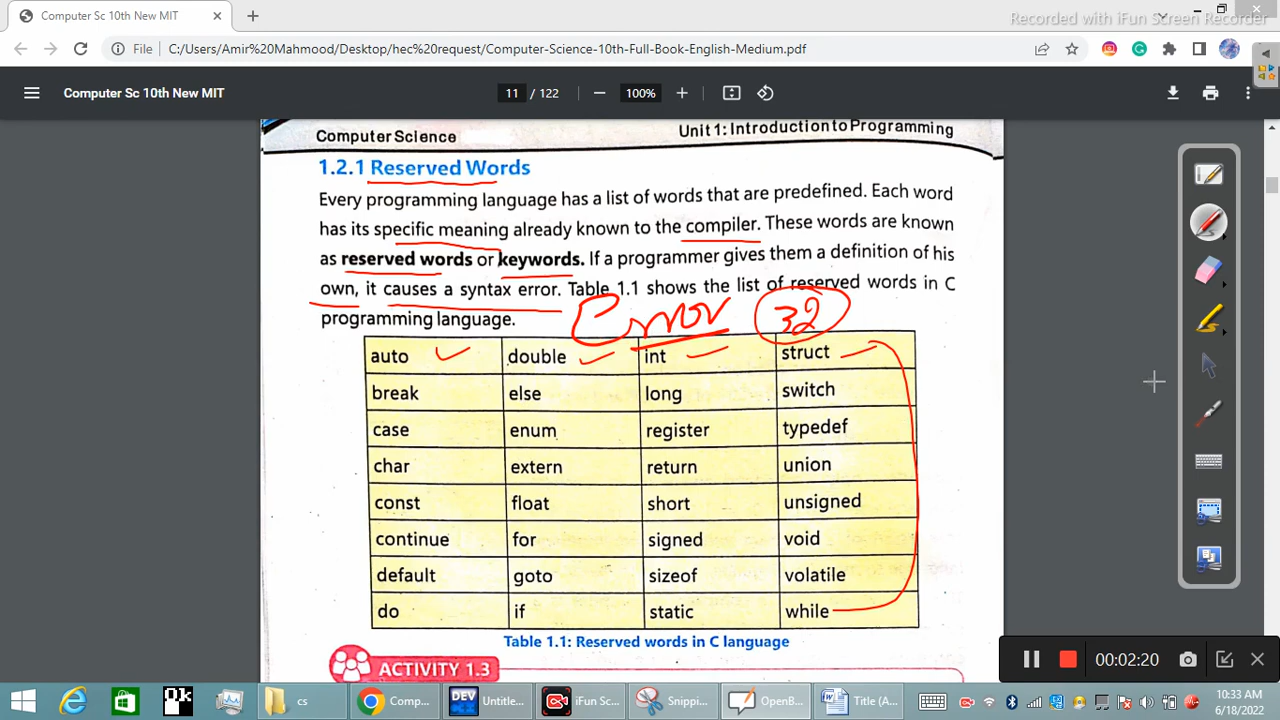 Computer Sc 10th New MIT
Recorded with iFun Screen Recorder
File C:/Users/Amir%20Mahmood/Desktop/hec%20request/Computer-Science-10th-Full-Book-English-Medium.pdf
Computer Sc 10th New MIT 11 / 122 100%
Computer Science Unit 1: Introduction to Programming
1.2.1 Reserved Words
Every programming language has a list of words that are predefined. Each word
has its specific meaning already known to the compiler. These words are known
as reserved words or keywords. If a programmer gives them a definition of his
own, it causes a syntax error. Table 1.1 shows the list of reserved words in C
programming language.
Error 32
auto double int struct
break else long switch
case enum register typedef
char extern return union
const float short unsigned
continue for signed void
default goto sizeof volatile
do if static while
Table 1.1: Reserved words in C language
ACTIVITY 1.3
00:02:20
cs Comp... DEV Untitle... iFun Sc... Snippi... OpenB... Title (A...
10:33 AM
6/18/2022